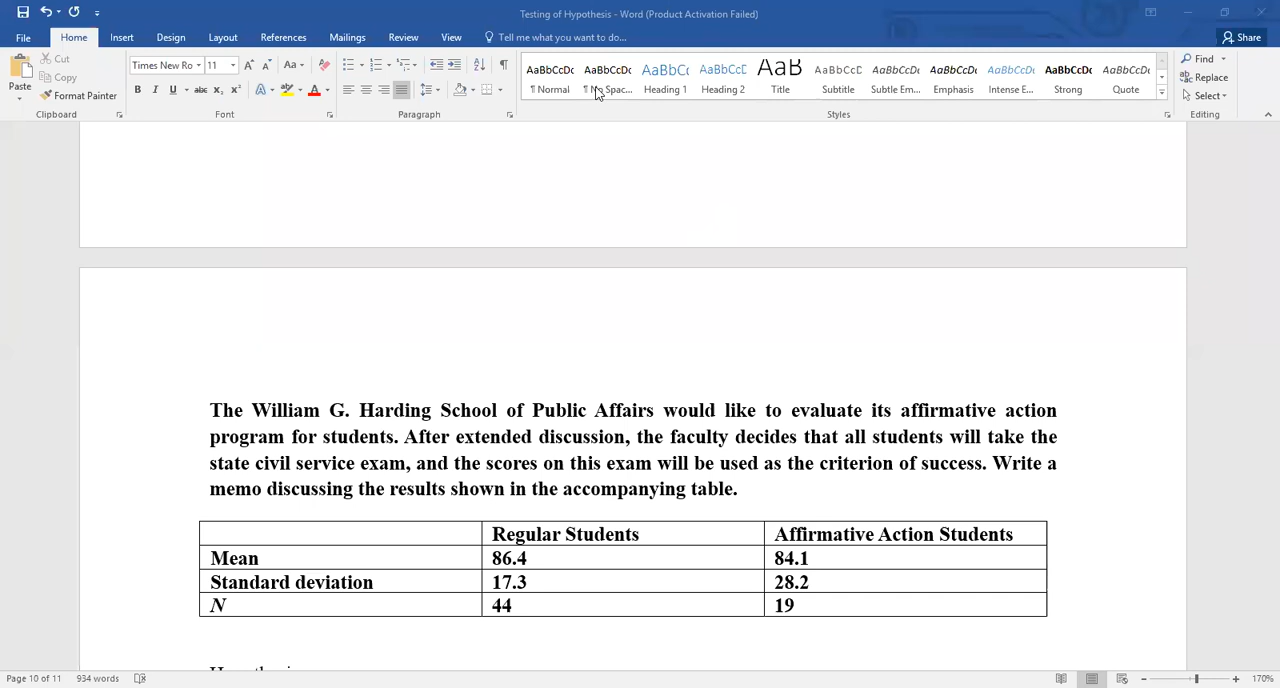 Testing of Hypothesis - Word (Product Activation Failed)
File Home Insert Design Layout References Mailings Review View Tell me what you want to do... Share
Paste Cut Copy Format Painter Clipboard
Times New Ro 11 Aa Font
B I U abc x₂ x² A A
Paragraph
AaBbCcDc AaBbCcDc AaBbCc AaBbCcE AaB AaBbCcD AaBbCcDc AaBbCcDc AaBbCcDc AaBbCcDc AaBbCcDc
¶ Normal ¶ No Spac... Heading 1 Heading 2 Title Subtitle Subtle Em... Emphasis Intense E... Strong Quote
Styles
Find
Replace
Select
Editing
The William G. Harding School of Public Affairs would like to evaluate its affirmative action
program for students. After extended discussion, the faculty decides that all students will take the
state civil service exam, and the scores on this exam will be used as the criterion of success. Write a
memo discussing the results shown in the accompanying table.
Regular Students Affirmative Action Students
Mean 86.4 84.1
Standard deviation 17.3 28.2
N 44 19
Page 10 of 11 934 words 170%